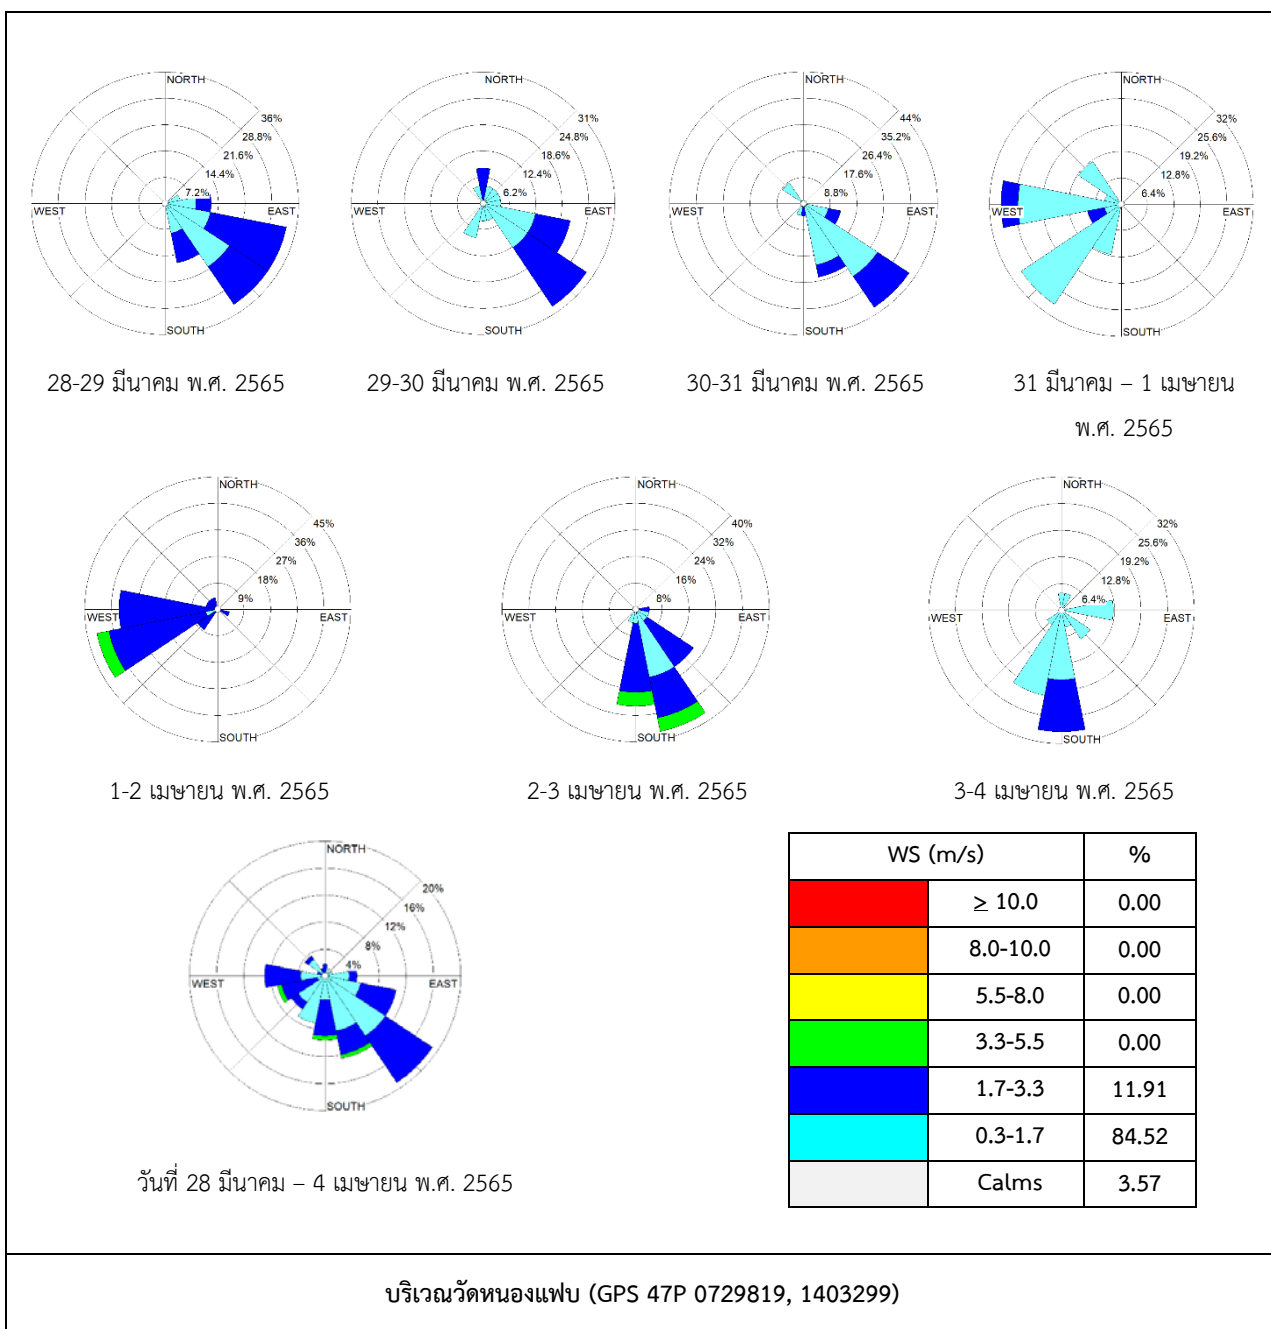 NORTH
36%
28.8%
21.6%
14.4%
7.2%
WEST
EAST
SOUTH
28-29 มีนาคม พ.ศ. 2565
NORTH
31%
24.8%
18.6%
12.4%
6.2%
WEST
EAST
SOUTH
29-30 มีนาคม พ.ศ. 2565
NORTH
44%
35.2%
26.4%
17.6%
8.8%
WEST
EAST
SOUTH
30-31 มีนาคม พ.ศ. 2565
NORTH
32%
25.6%
19.2%
12.8%
6.4%
WEST
EAST
SOUTH
31 มีนาคม – 1 เมษายน
พ.ศ. 2565
NORTH
45%
36%
27%
18%
9%
WEST
EAST
SOUTH
1-2 เมษายน พ.ศ. 2565
NORTH
40%
32%
24%
16%
8%
WEST
EAST
SOUTH
2-3 เมษายน พ.ศ. 2565
NORTH
32%
25.6%
19.2%
12.8%
6.4%
WEST
EAST
SOUTH
3-4 เมษายน พ.ศ. 2565
NORTH
20%
16%
12%
8%
4%
WEST
EAST
SOUTH
วันที่ 28 มีนาคม – 4 เมษายน พ.ศ. 2565
WS (m/s) %
≥ 10.0 0.00
8.0-10.0 0.00
5.5-8.0 0.00
3.3-5.5 0.00
1.7-3.3 11.91
0.3-1.7 84.52
Calms 3.57
บริเวณวัดหนองแฟบ (GPS 47P 0729819, 1403299)